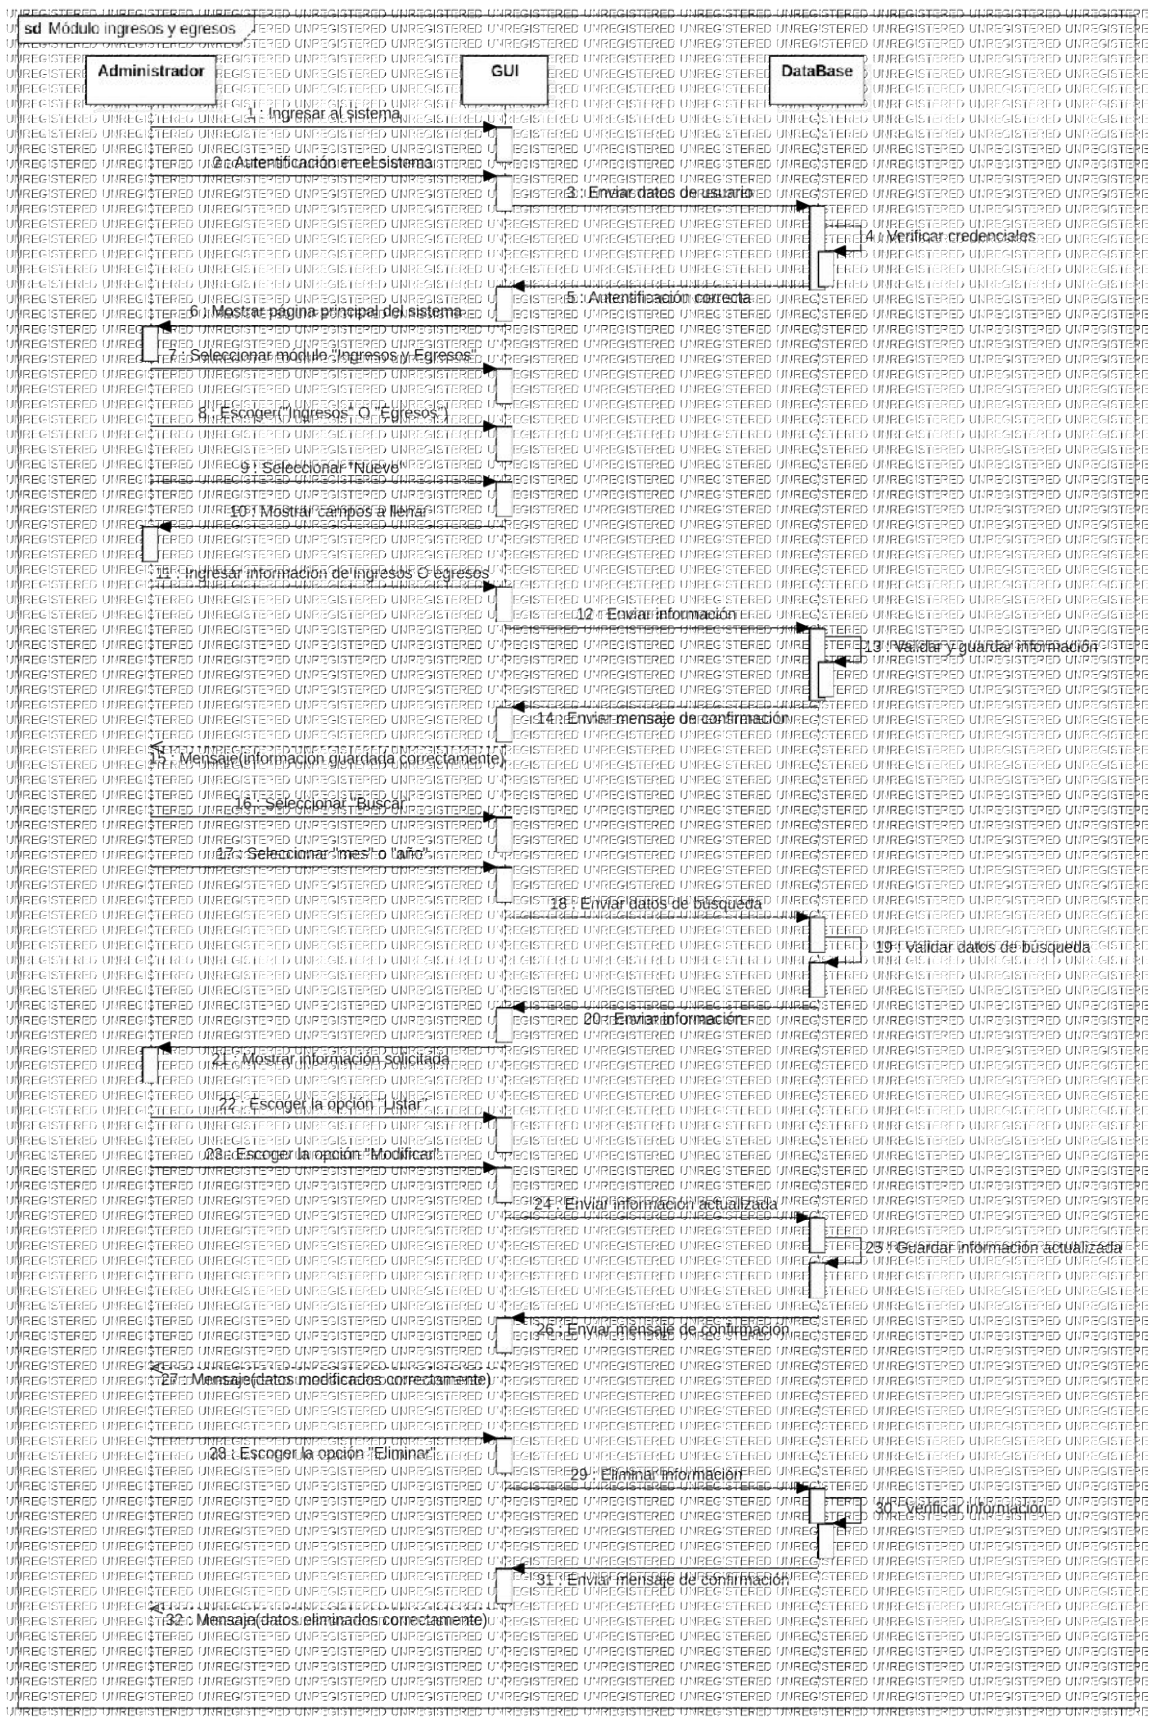 sd Módulo ingresos y egresos
Administrador
GUI
DataBase
1 : Ingresar al sistema
2 : Autentificación en el sistema
3 : Enviar datos de usuario
4 : Verificar credenciales
5 : Autentificación correcta
6 : Mostrar página principal del sistema
7 : Seleccionar módulo "Ingresos y Egresos"
8 : Escoger("Ingresos" O "Egresos")
9 : Seleccionar "Nuevo"
10 : Mostrar campos a llenar
11 : Ingresar información de ingresos O egresos
12 : Enviar información
13 : Validar y guardar información
14 : Enviar mensaje de confirmación
15 : Mensaje(información guardada correctamente)
16 : Seleccionar "Buscar"
17 : Seleccionar "mes" o "año"
18 : Enviar datos de búsqueda
19 : Validar datos de búsqueda
20 : Enviar información
21 : Mostrar información solicitada
22 : Escoger la opción "Listar"
23 : Escoger la opción "Modificar"
24 : Enviar información actualizada
25 : Guardar información actualizada
26 : Enviar mensaje de confirmación
27 : Mensaje(datos modificados correctamente)
28 : Escoger la opción "Eliminar"
29 : Eliminar información
30 : Verificar información
31 : Enviar mensaje de confirmación
32 : Mensaje(datos eliminados correctamente)